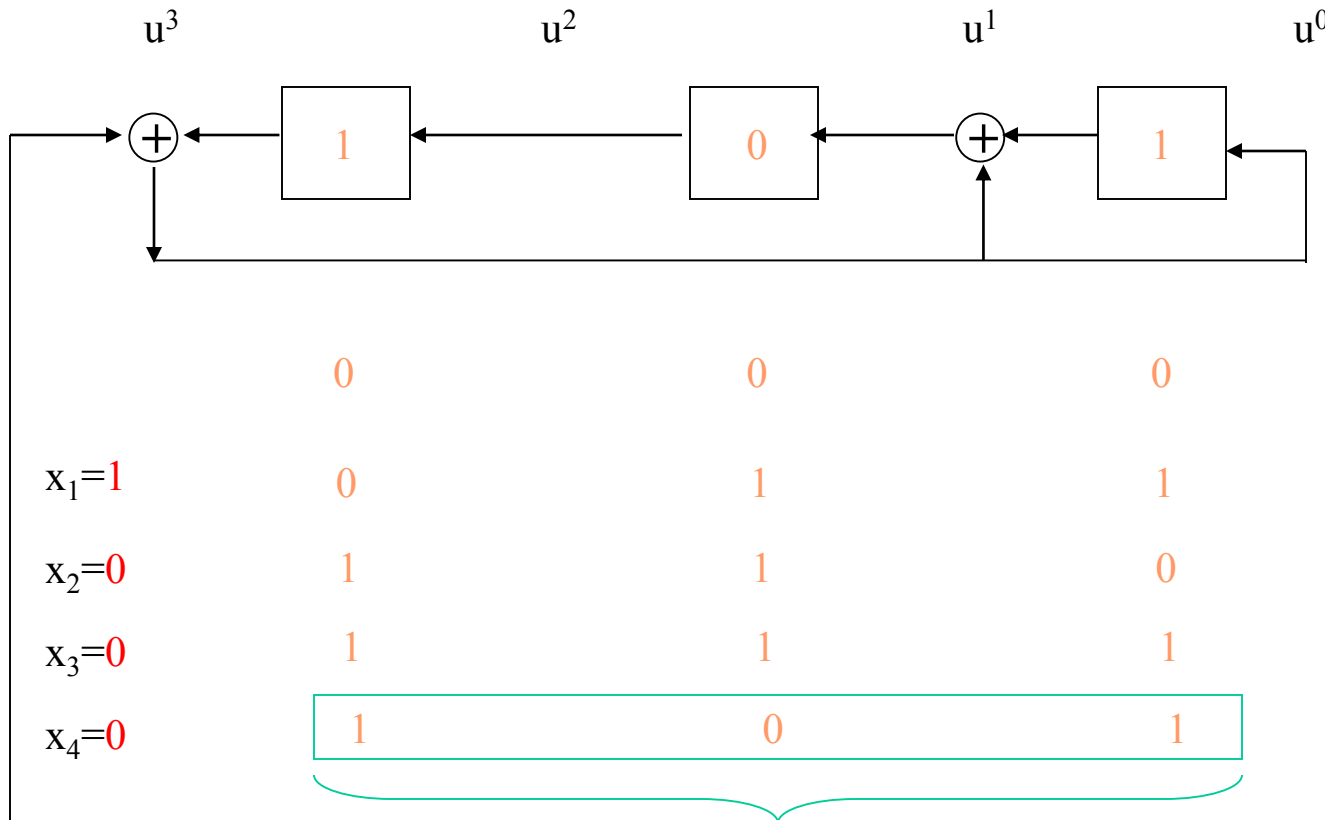 u³ u² u¹ u⁰
+ 1 0 + 1
0 0 0
x₁=1 0 1 1
x₂=0 1 1 0
x₃=0 1 1 1
x₄=0 1 0 1